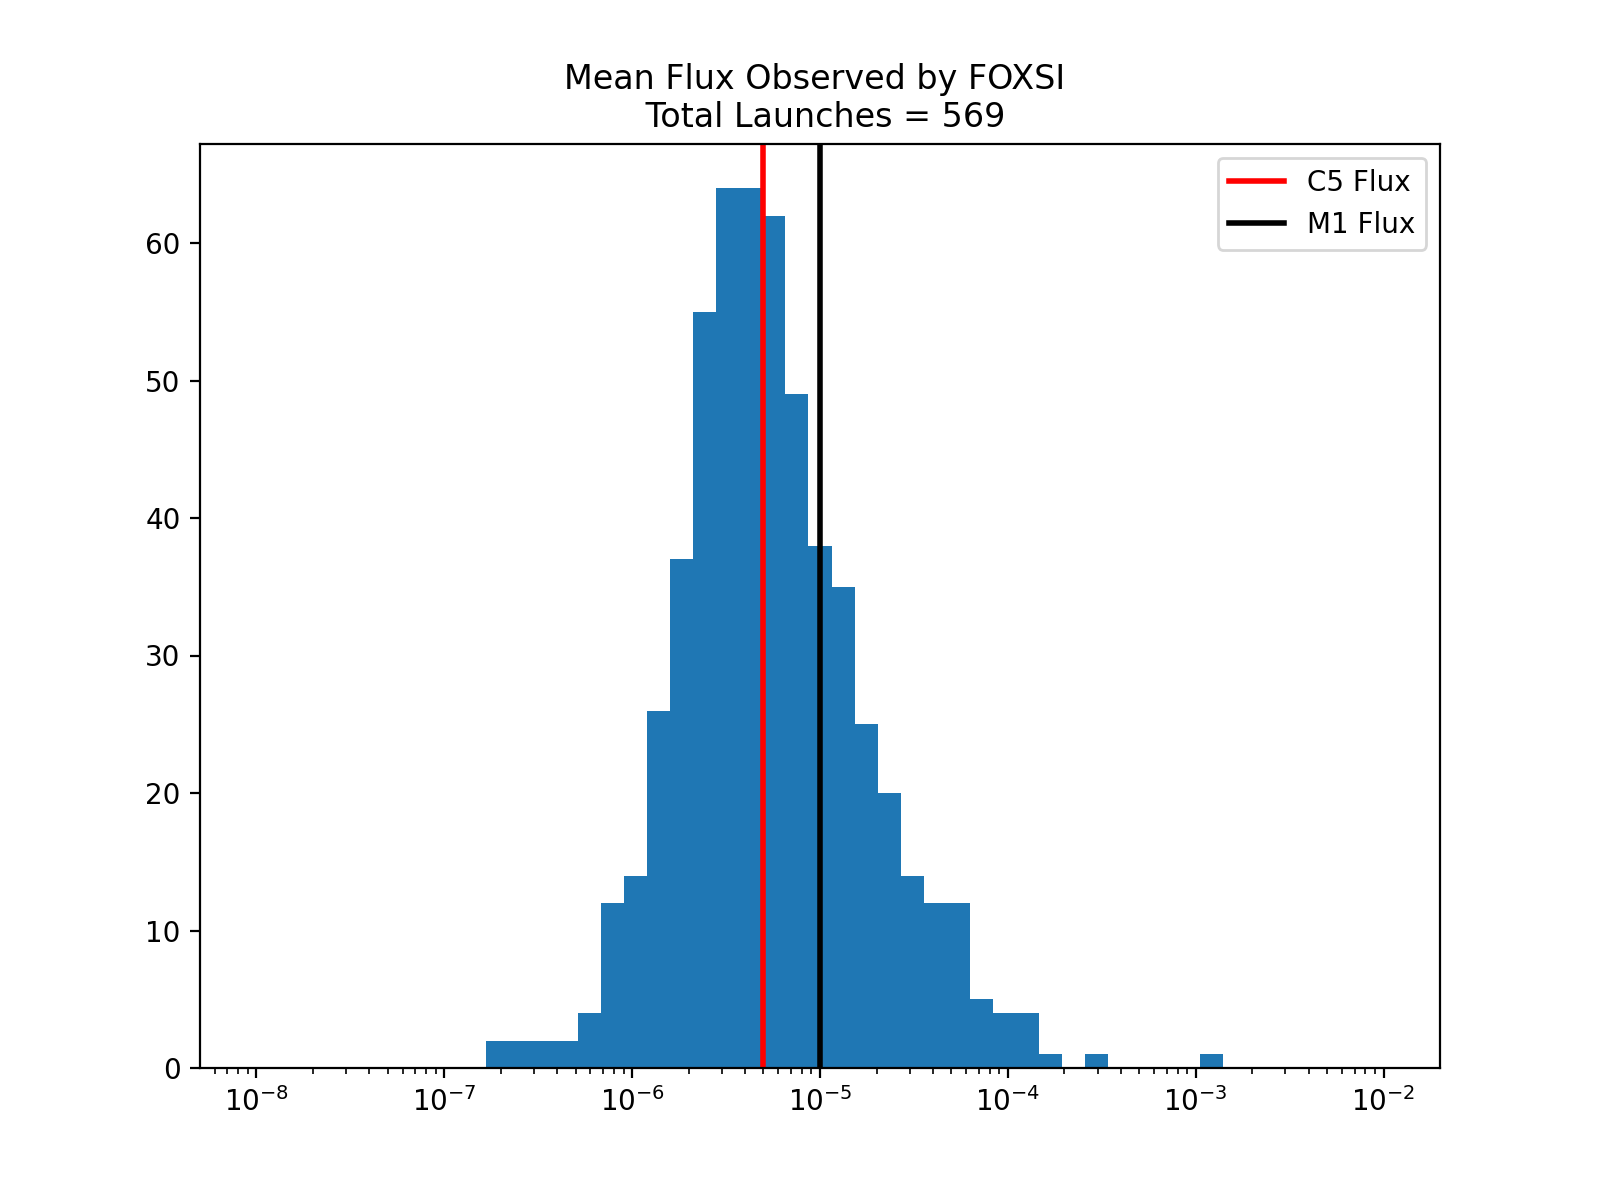 Mean Flux Observed by FOXSI
Total Launches = 569
C5 Flux
M1 Flux
60
50
40
30
20
10
0
10⁻⁸ 10⁻⁷ 10⁻⁶ 10⁻⁵ 10⁻⁴ 10⁻³ 10⁻²